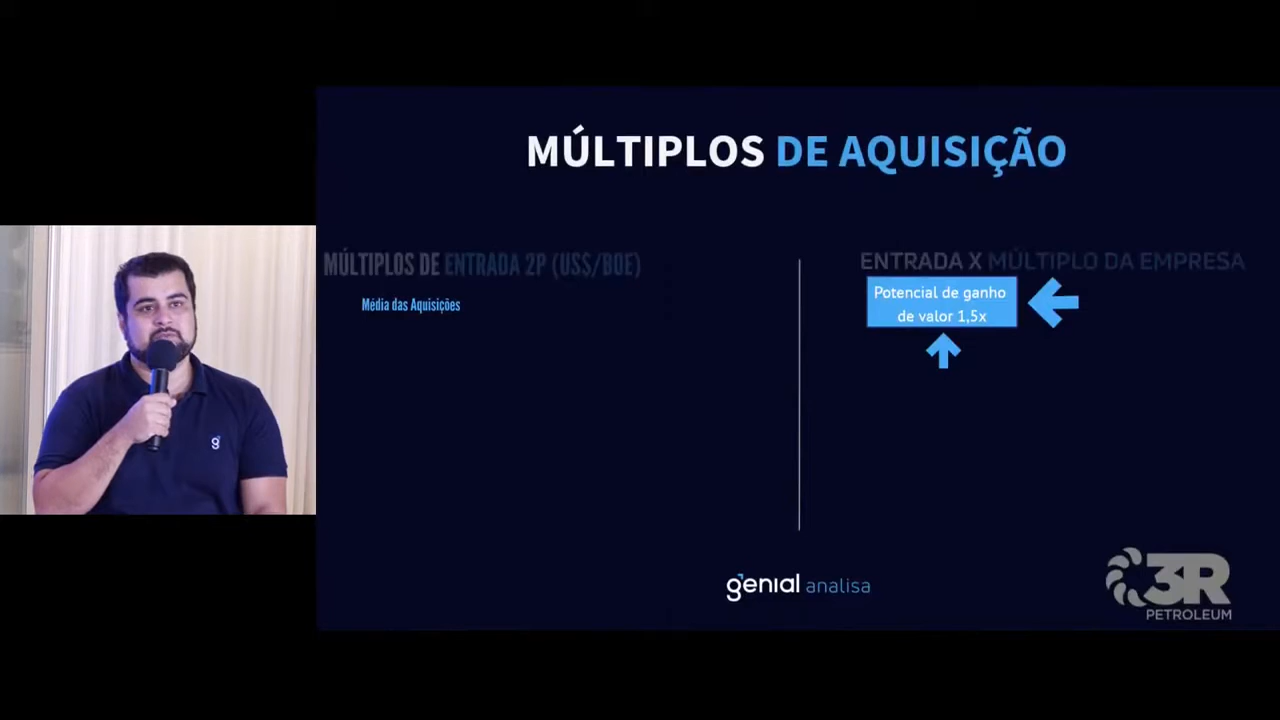 MÚLTIPLOS DE AQUISIÇÃO
MÚLTIPLOS DE ENTRADA 2P (US$/BOE)
Média das Aquisições
ENTRADA X MÚLTIPLO DA EMPRESA
Potencial de ganho
de valor 1,5x
g
genial analisa
3R
PETROLEUM